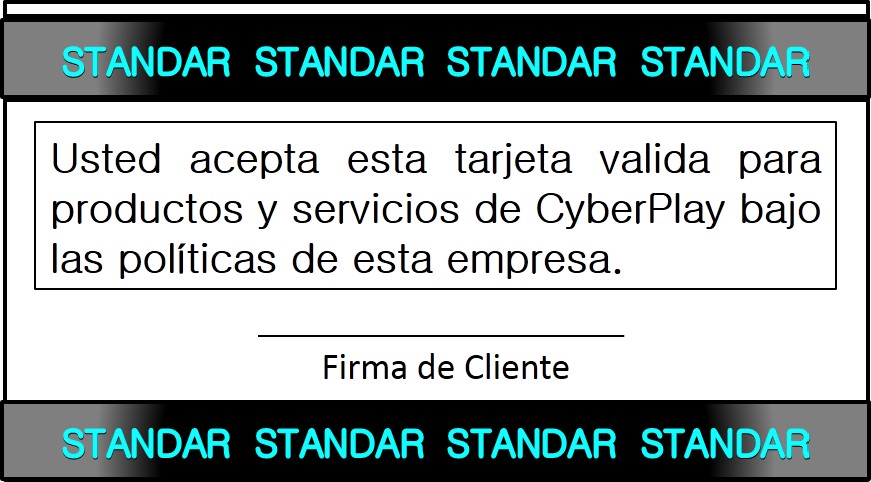 STANDAR STANDAR STANDAR STANDAR
Usted acepta esta tarjeta valida para
productos y servicios de CyberPlay bajo
las políticas de esta empresa.
Firma de Cliente
STANDAR STANDAR STANDAR STANDAR